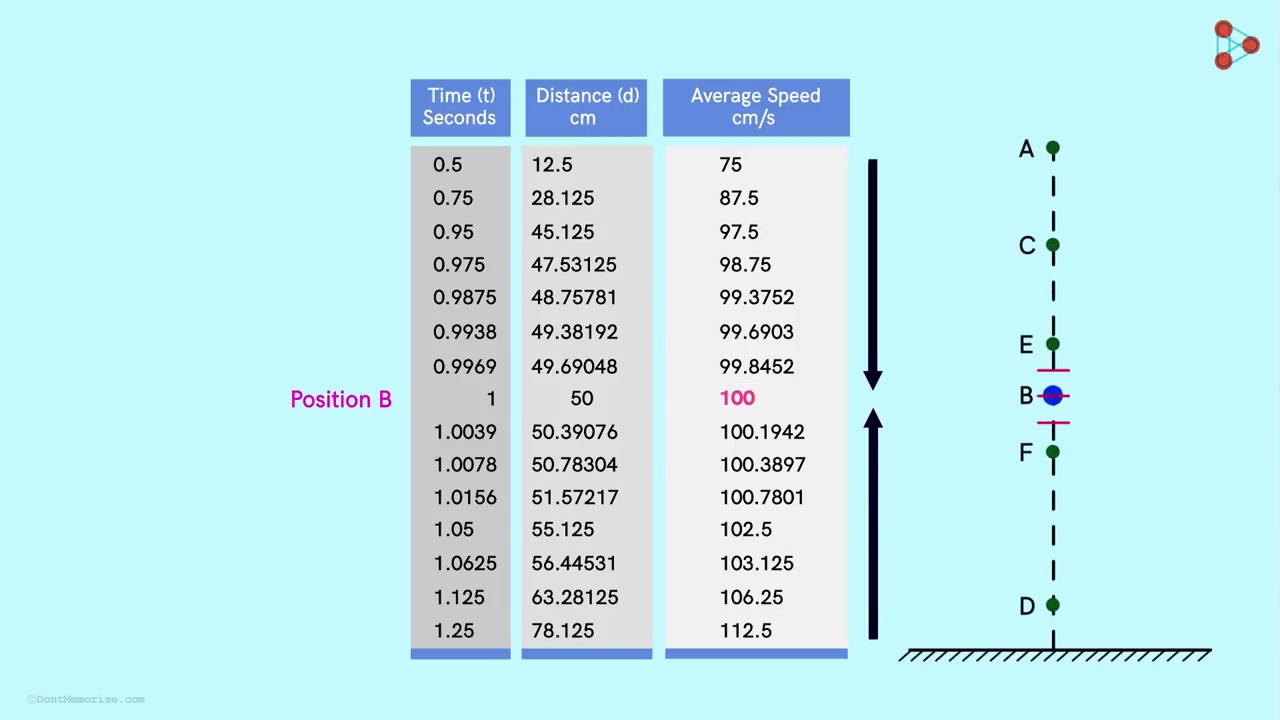 Time (t) Distance (d) Average Speed
Seconds cm cm/s
0.5 12.5 75
0.75 28.125 87.5
0.95 45.125 97.5
0.975 47.53125 98.75
0.9875 48.75781 99.3752
0.9938 49.38192 99.6903
0.9969 49.69048 99.8452
Position B 1 50 100
1.0039 50.39076 100.1942
1.0078 50.78304 100.3897
1.0156 51.57217 100.7801
1.05 55.125 102.5
1.0625 56.44531 103.125
1.125 63.28125 106.25
1.25 78.125 112.5
A
C
E
B
F
D
©DontMemorise.com